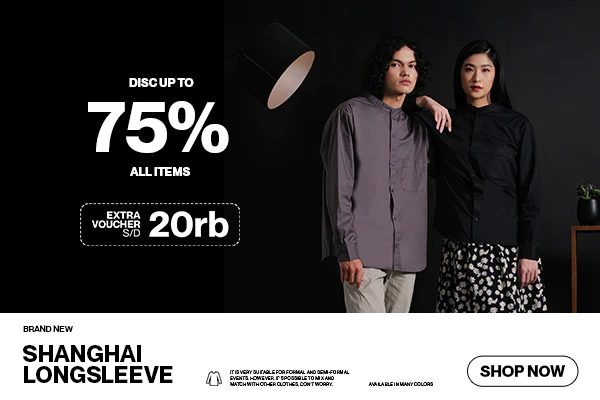 DISC UP TO
75%
ALL ITEMS
EXTRA
VOUCHER
S/D
20rb
BRAND NEW
SHANGHAI
LONGSLEEVE
IT IS VERY SUITABLE FOR FORMAL AND SEMI-FORMAL
EVENTS. HOWEVER, IT'S POSSIBLE TO MIX AND
MATCH WITH OTHER CLOTHES, DON'T WORRY.
AVAILABLE IN MANY COLORS
SHOP NOW